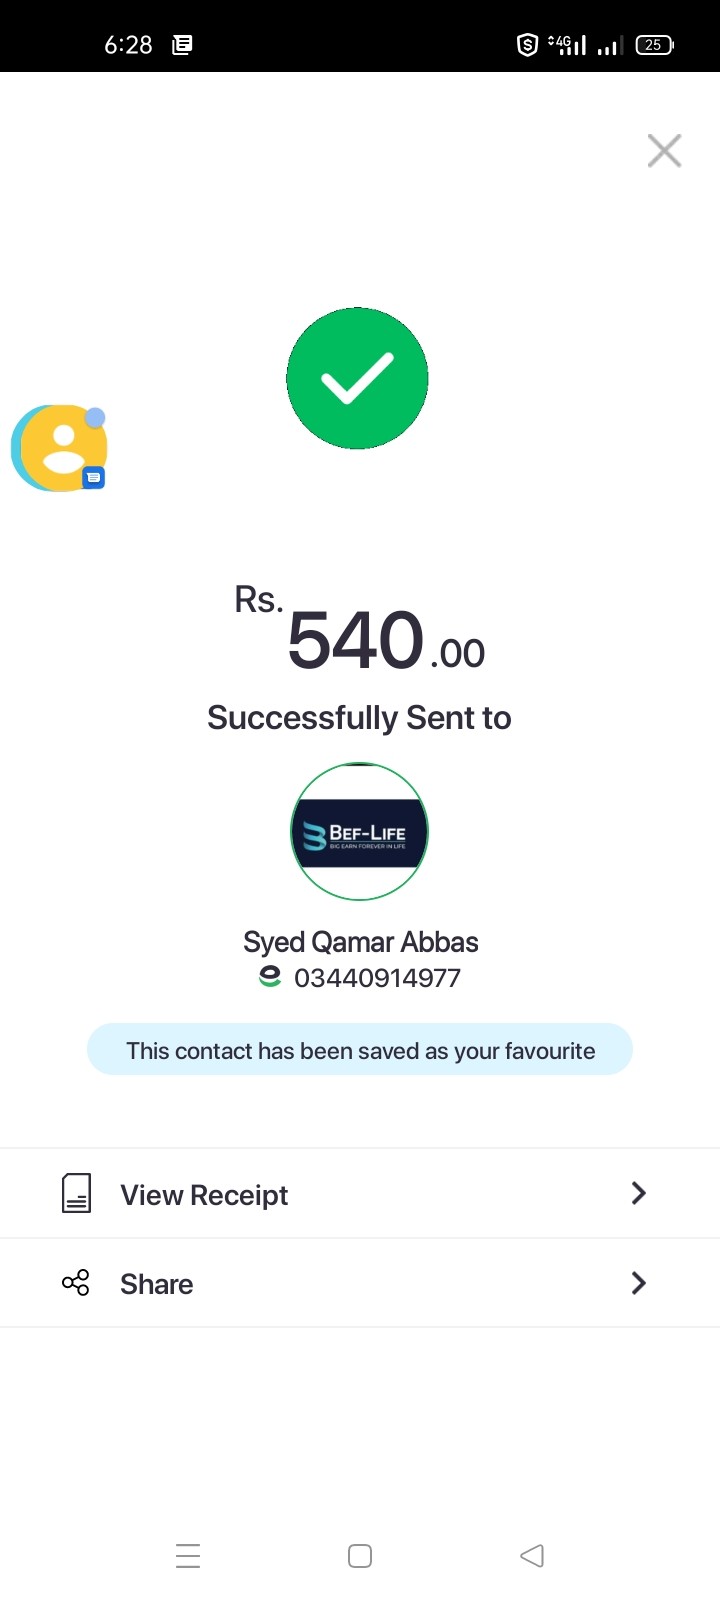 6:28
4G
25
Rs. 540.00
Successfully Sent to
BEF-LIFE
BIG EARN FOREVER IN LIFE
Syed Qamar Abbas
03440914977
This contact has been saved as your favourite
View Receipt
Share